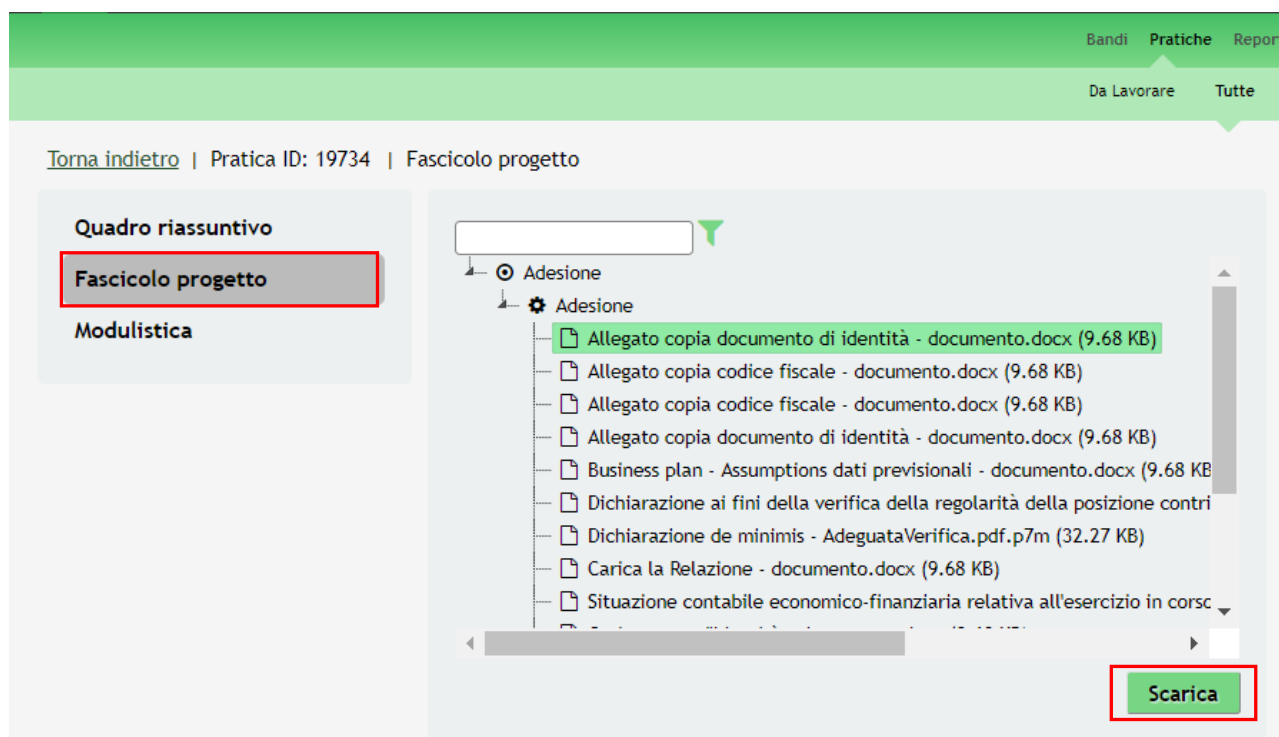 Bandi Pratiche Repor
Da Lavorare Tutte
Torna indietro | Pratica ID: 19734 | Fascicolo progetto
Quadro riassuntivo
Fascicolo progetto
Modulistica
Adesione
Adesione
Allegato copia documento di identità - documento.docx (9.68 KB)
Allegato copia codice fiscale - documento.docx (9.68 KB)
Allegato copia codice fiscale - documento.docx (9.68 KB)
Allegato copia documento di identità - documento.docx (9.68 KB)
Business plan - Assumptions dati previsionali - documento.docx (9.68 KB
Dichiarazione ai fini della verifica della regolarità della posizione contri
Dichiarazione de minimis - AdeguataVerifica.pdf.p7m (32.27 KB)
Carica la Relazione - documento.docx (9.68 KB)
Situazione contabile economico-finanziaria relativa all'esercizio in corso
Scarica